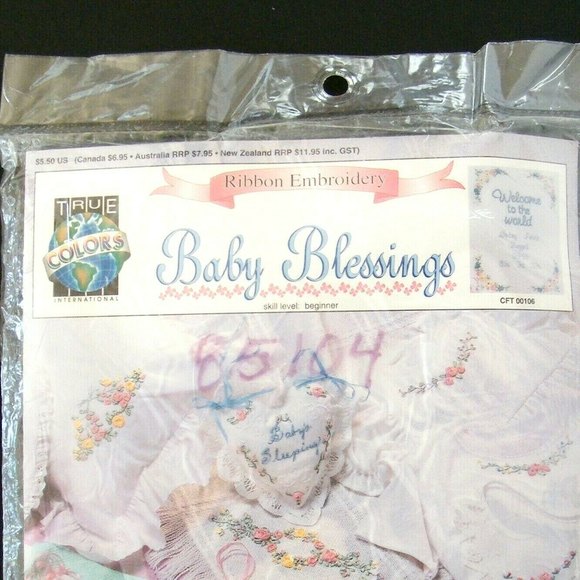 $5.50 US (Canada $6.95 • Australia RRP $7.95 • New Zealand RRP $11.95 inc. GST)
Ribbon Embroidery
TRUE
COLORS
INTERNATIONAL
Baby Blessings
skill level: beginner
Welcome
to the
world
CFT 00106
65104
Baby's
Sleeping